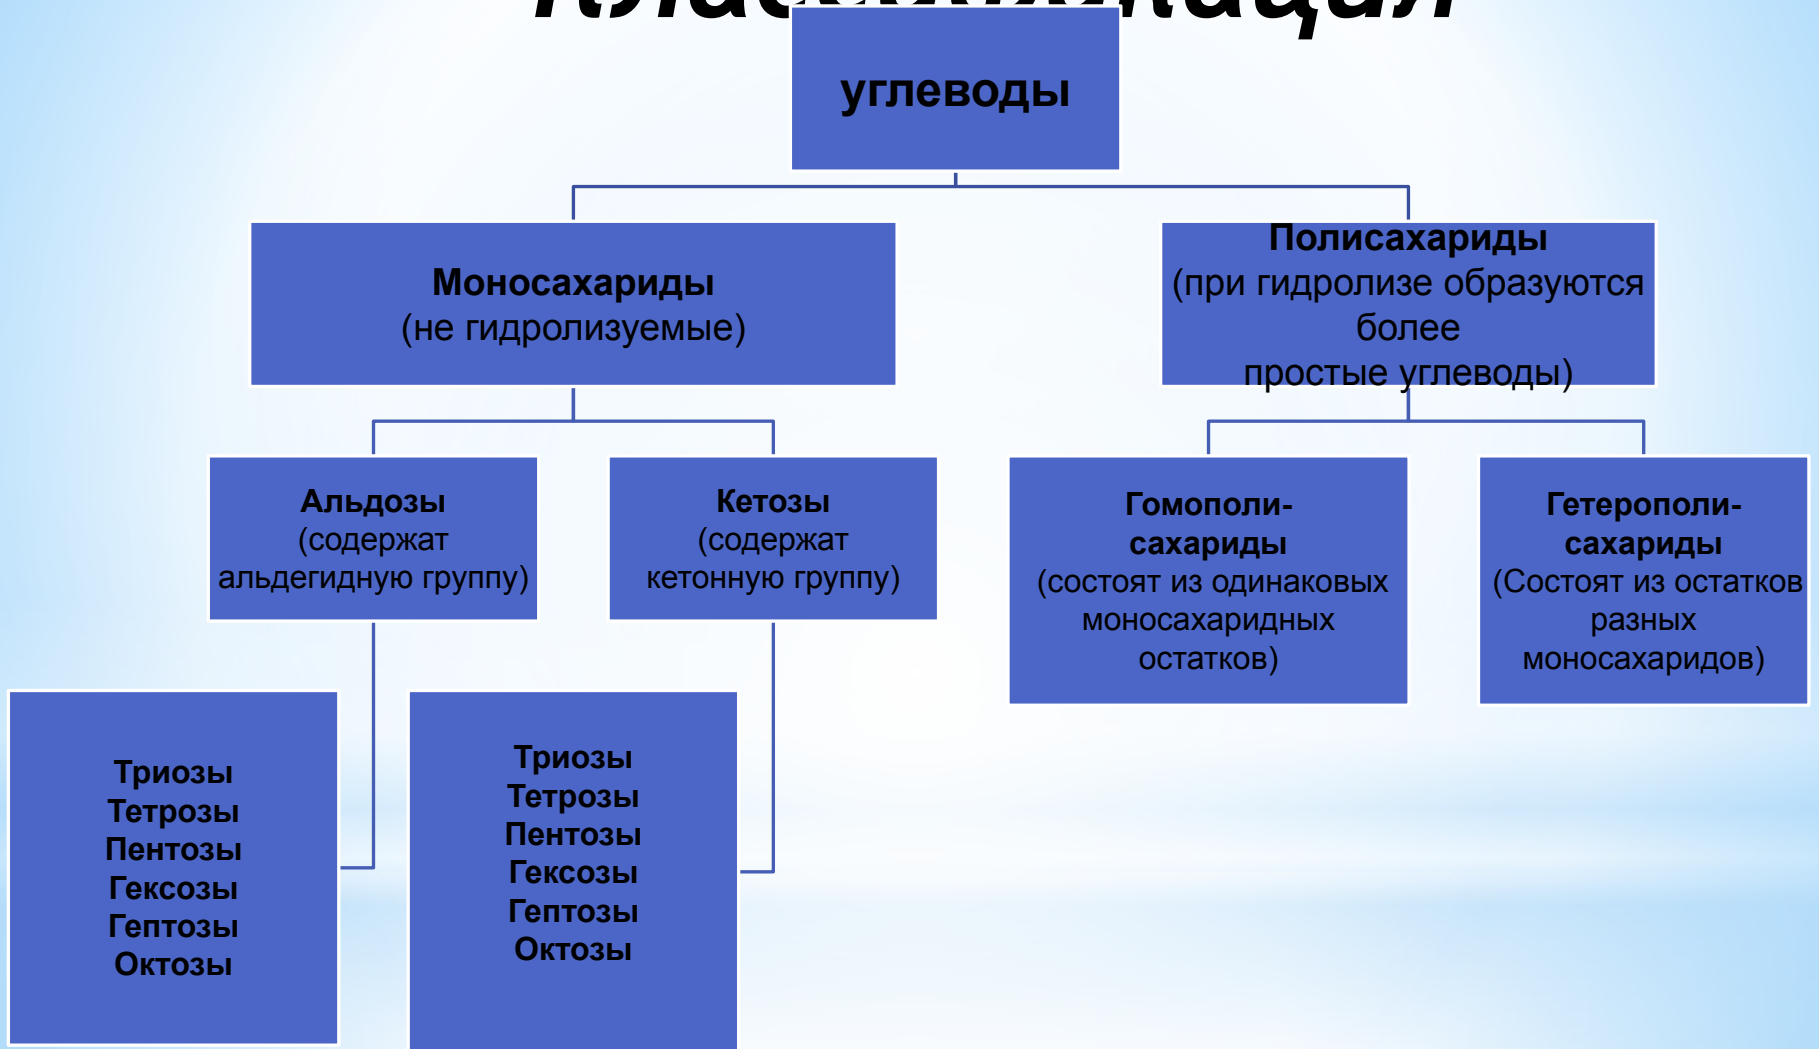 углеводы
Моносахариды
(не гидролизуемые)
Полисахариды
(при гидролизе образуются
более
простые углеводы)
Альдозы
(содержат
альдегидную группу)
Кетозы
(содержат
кетонную группу)
Гомополи-
сахариды
(состоят из одинаковых
моносахаридных
остатков)
Гетерополи-
сахариды
(Состоят из остатков
разных
моносахаридов)
Триозы
Тетрозы
Пентозы
Гексозы
Гептозы
Октозы
Триозы
Тетрозы
Пентозы
Гексозы
Гептозы
Октозы